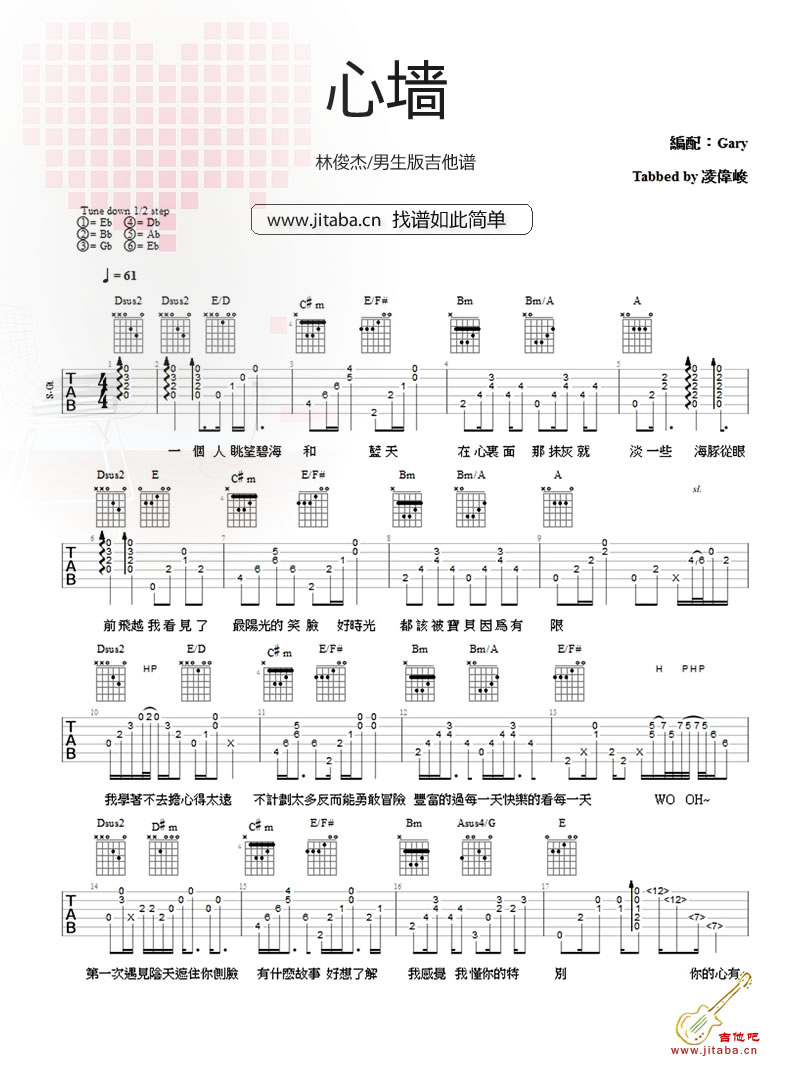 心墙
編配：Gary
林俊杰/男生版吉他谱
Tabbed by 凌偉峻
Tune down 1/2 step
①= Eb ④= Db
②= Bb ⑤= Ab
③= Gb ⑥= Eb
www.jitaba.cn 找谱如此简单
♩= 61
Dsus2 Dsus2 E/D C# m E/F# Bm Bm/A A
S-Gt
一 個 人 眺望碧海 和 藍天 在心裏面 那抹灰就 淡一些 海豚從眼
Dsus2 E C# m E/F# Bm Bm/A A sl.
前飛越我看見了 最陽光的笑臉 好時光 都該被寶貝因爲有 限
Dsus2 HP E/D C# m E/F# Bm Bm/A E/F# H PHP
我學著不去擔心得太遠 不計劃太多反而能勇敢冒險 豐富的過每一天快樂的看每一天 WO OH~
Dsus2 D# m C# m E/F# Bm Asus4/G E
第一次遇見陰天遮住你側臉 有什麼故事 好想了解 我感覺 我懂你的特 別 你的心有
吉他吧
www.jitaba.cn